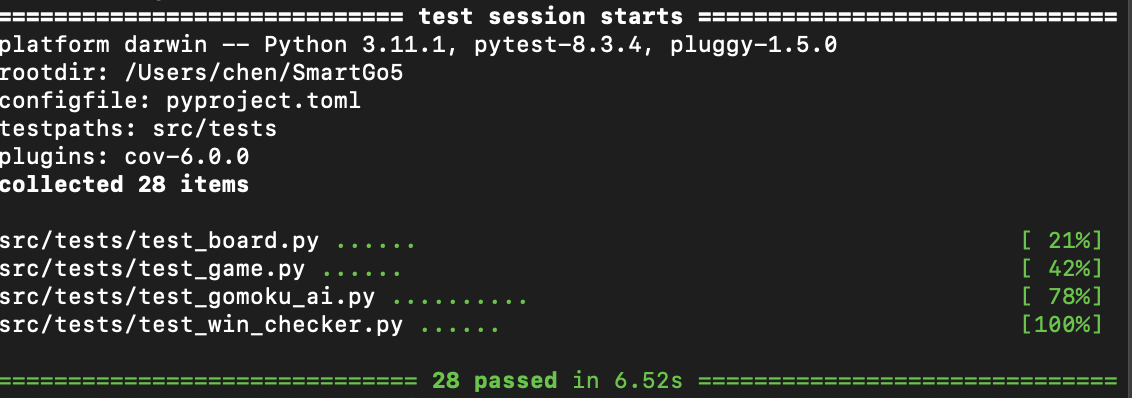 ============================= test session starts ==============================
platform darwin -- Python 3.11.1, pytest-8.3.4, pluggy-1.5.0
rootdir: /Users/chen/SmartGo5
configfile: pyproject.toml
testpaths: src/tests
plugins: cov-6.0.0
collected 28 items
src/tests/test_board.py ...... [ 21%]
src/tests/test_game.py ...... [ 42%]
src/tests/test_gomoku_ai.py .......... [ 78%]
src/tests/test_win_checker.py ...... [100%]
============================== 28 passed in 6.52s ==============================